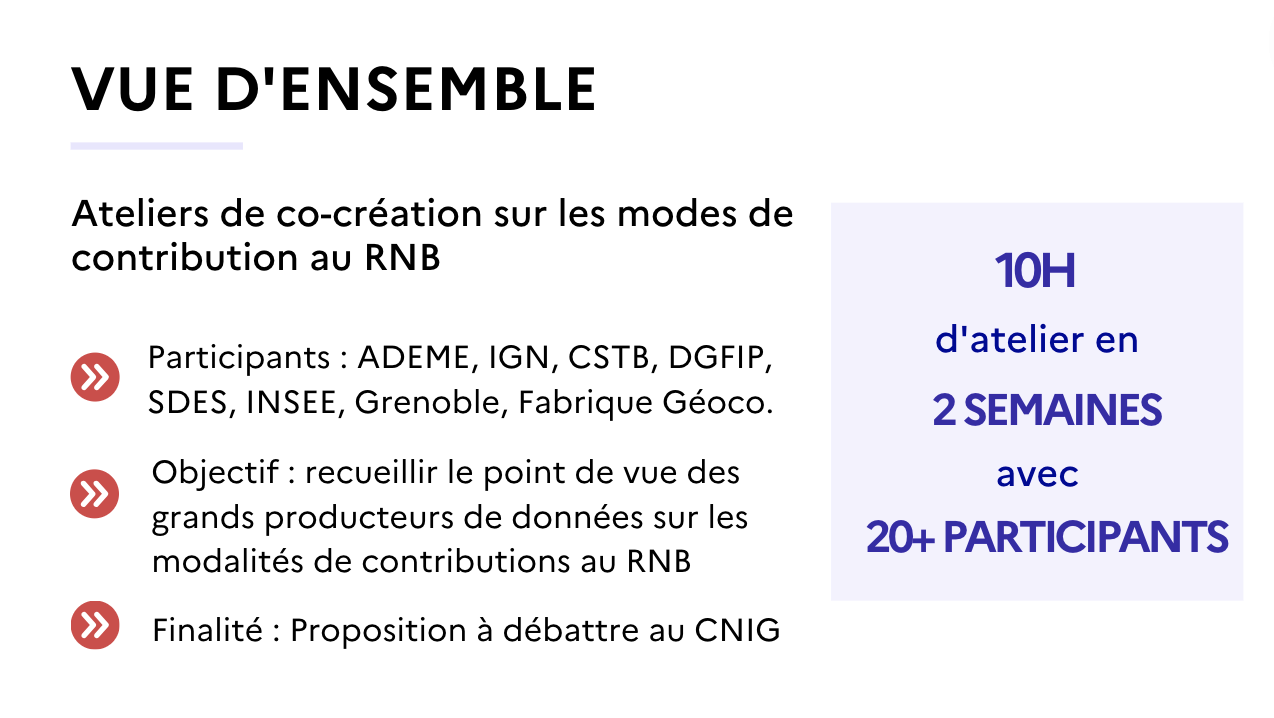 VUE D'ENSEMBLE
Ateliers de co-création sur les modes de
contribution au RNB
Participants : ADEME, IGN, CSTB, DGFIP,
SDES, INSEE, Grenoble, Fabrique Géoco.
Objectif : recueillir le point de vue des
grands producteurs de données sur les
modalités de contributions au RNB
Finalité : Proposition à débattre au CNIG
10H
d'atelier en
2 SEMAINES
avec
20+ PARTICIPANTS